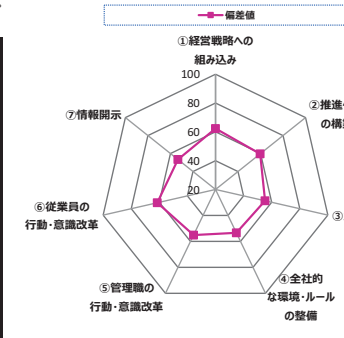 偏差値
①経営戦略への
組み込み
100
80
60
40
20
②推進
の構
③
④全社的
な環境・ルール
の整備
⑤管理職の
行動・意識改革
⑥従業員の
行動・意識改革
⑦情報開示